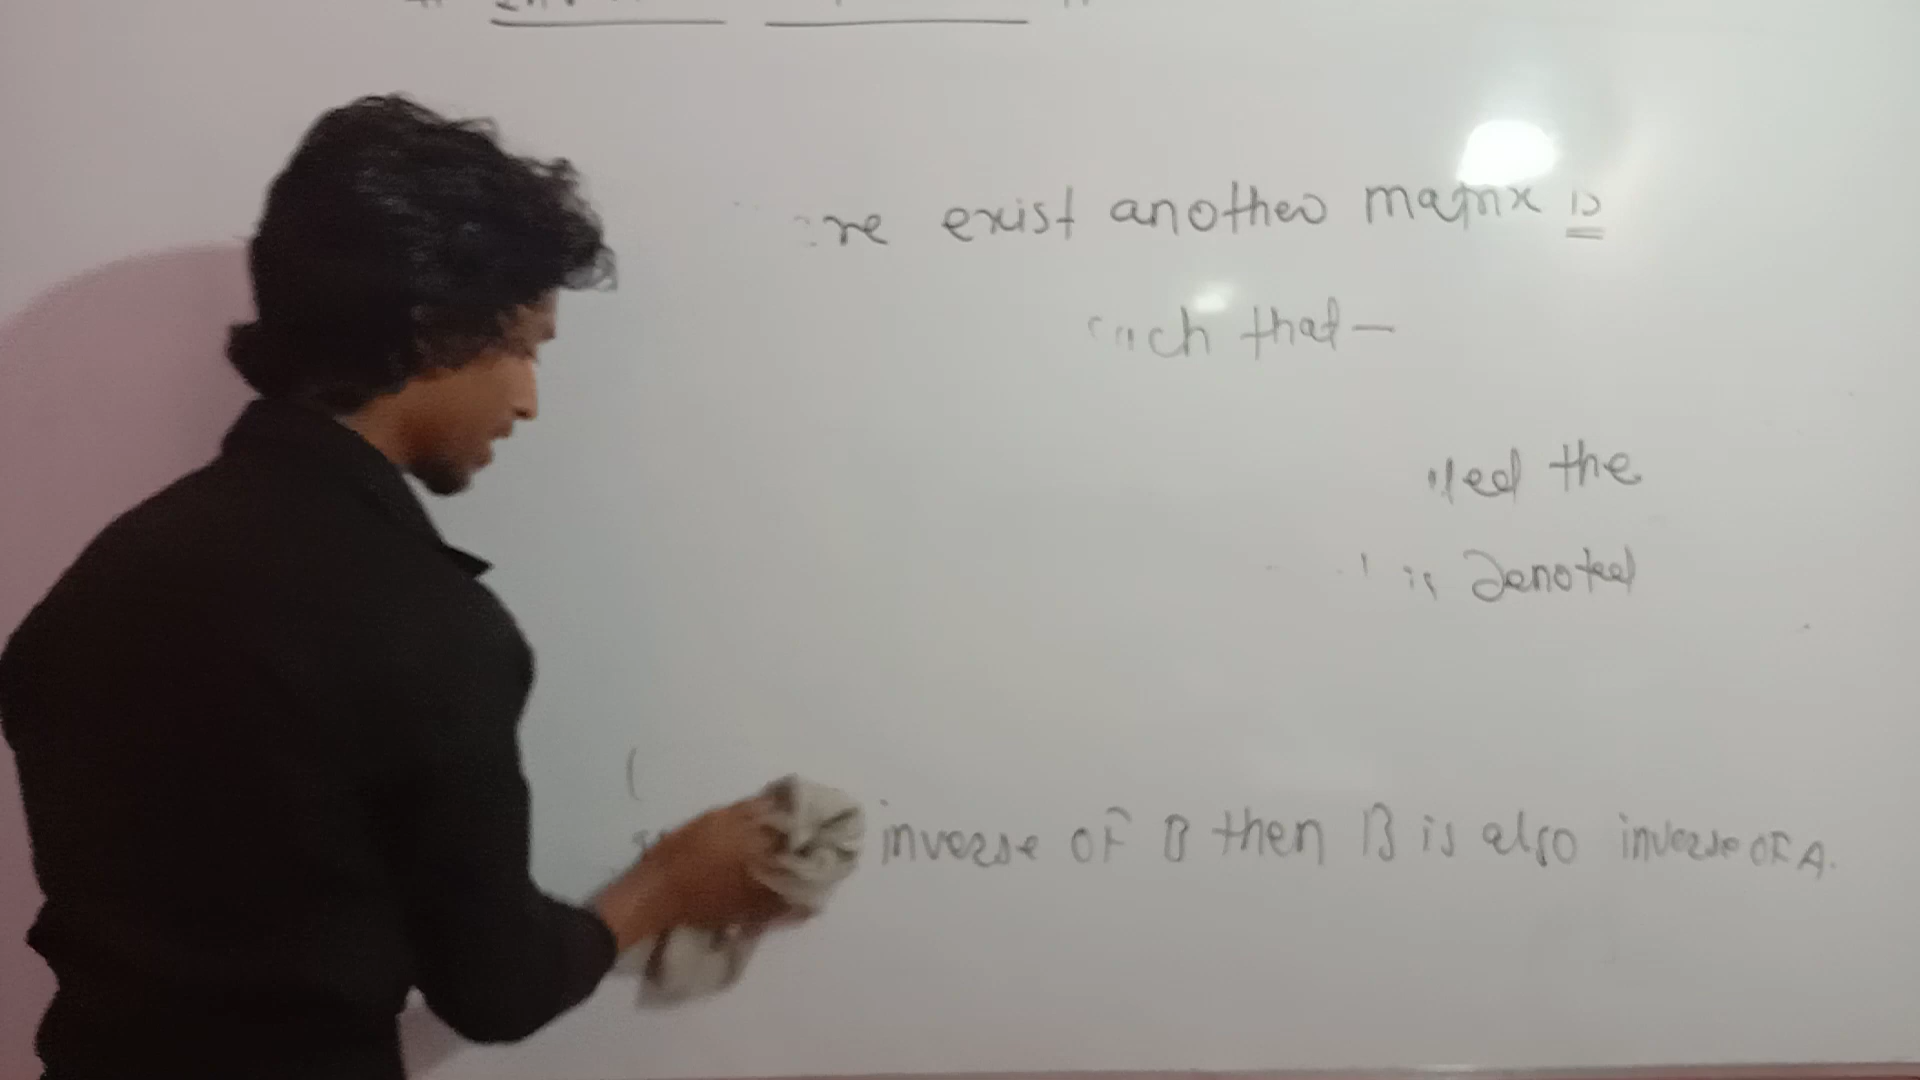 exist another matrix B
such that —
the
is Denoted
inverse OF B then B is also inverse OF A.